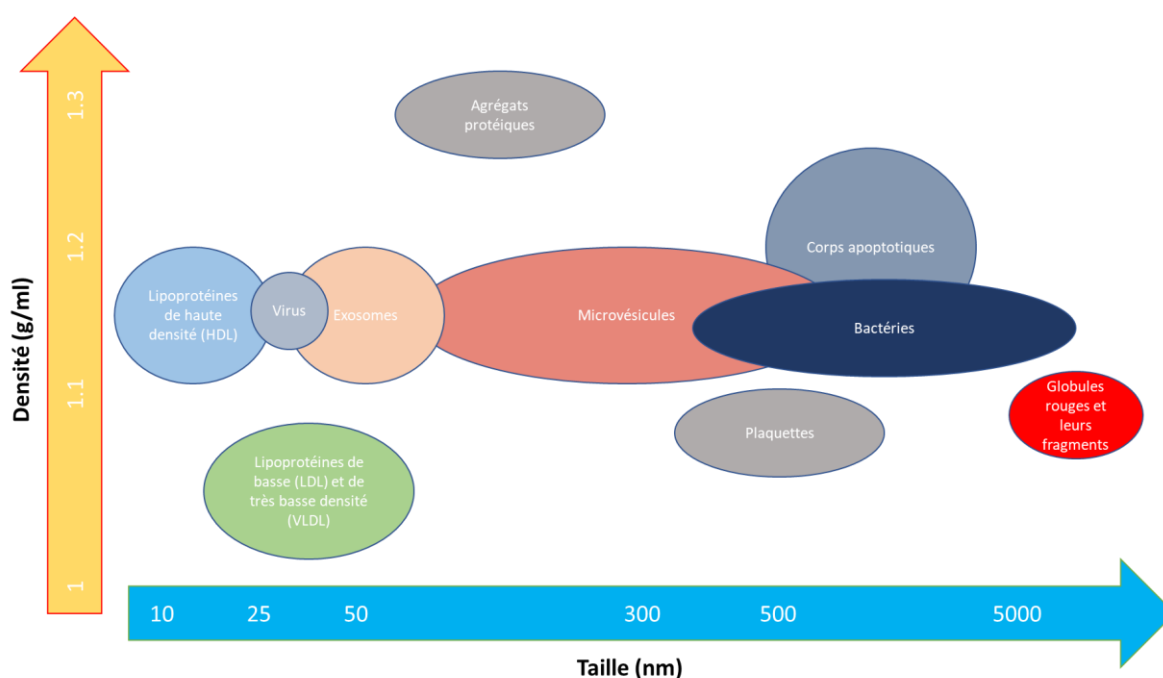 Densité (g/ml)
1.3
1.2
1.1
1
Agrégats
protéiques
Corps apoptotiques
Lipoprotéines
de haute
densité (HDL)
Virus
Exosomes
Microvésicules
Bactéries
Globules
rouges et
leurs
fragments
Plaquettes
Lipoprotéines de
basse (LDL) et de
très basse densité
(VLDL)
10 25 50 300 500 5000
Taille (nm)